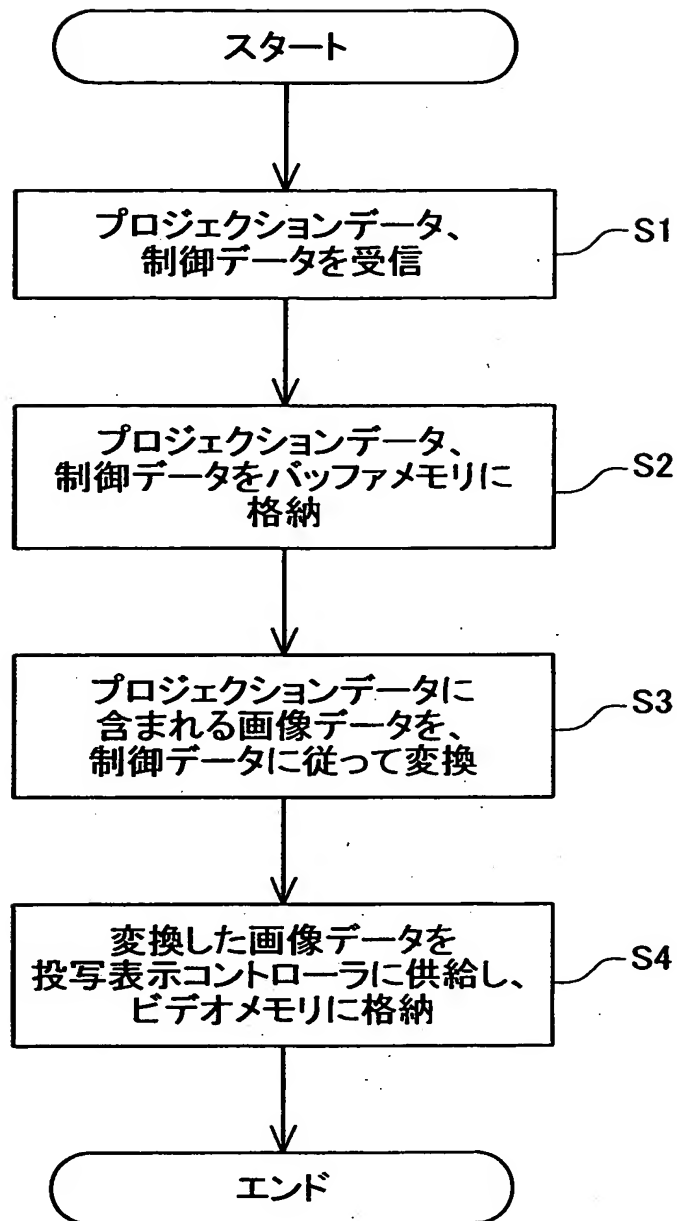 スタート
プロジェクションデータ、
制御データを受信
S1
プロジェクションデータ、
制御データをバッファメモリに
格納
S2
プロジェクションデータに
含まれる画像データを、
制御データに従って変換
S3
変換した画像データを
投写表示コントローラに供給し、
ビデオメモリに格納
S4
エンド